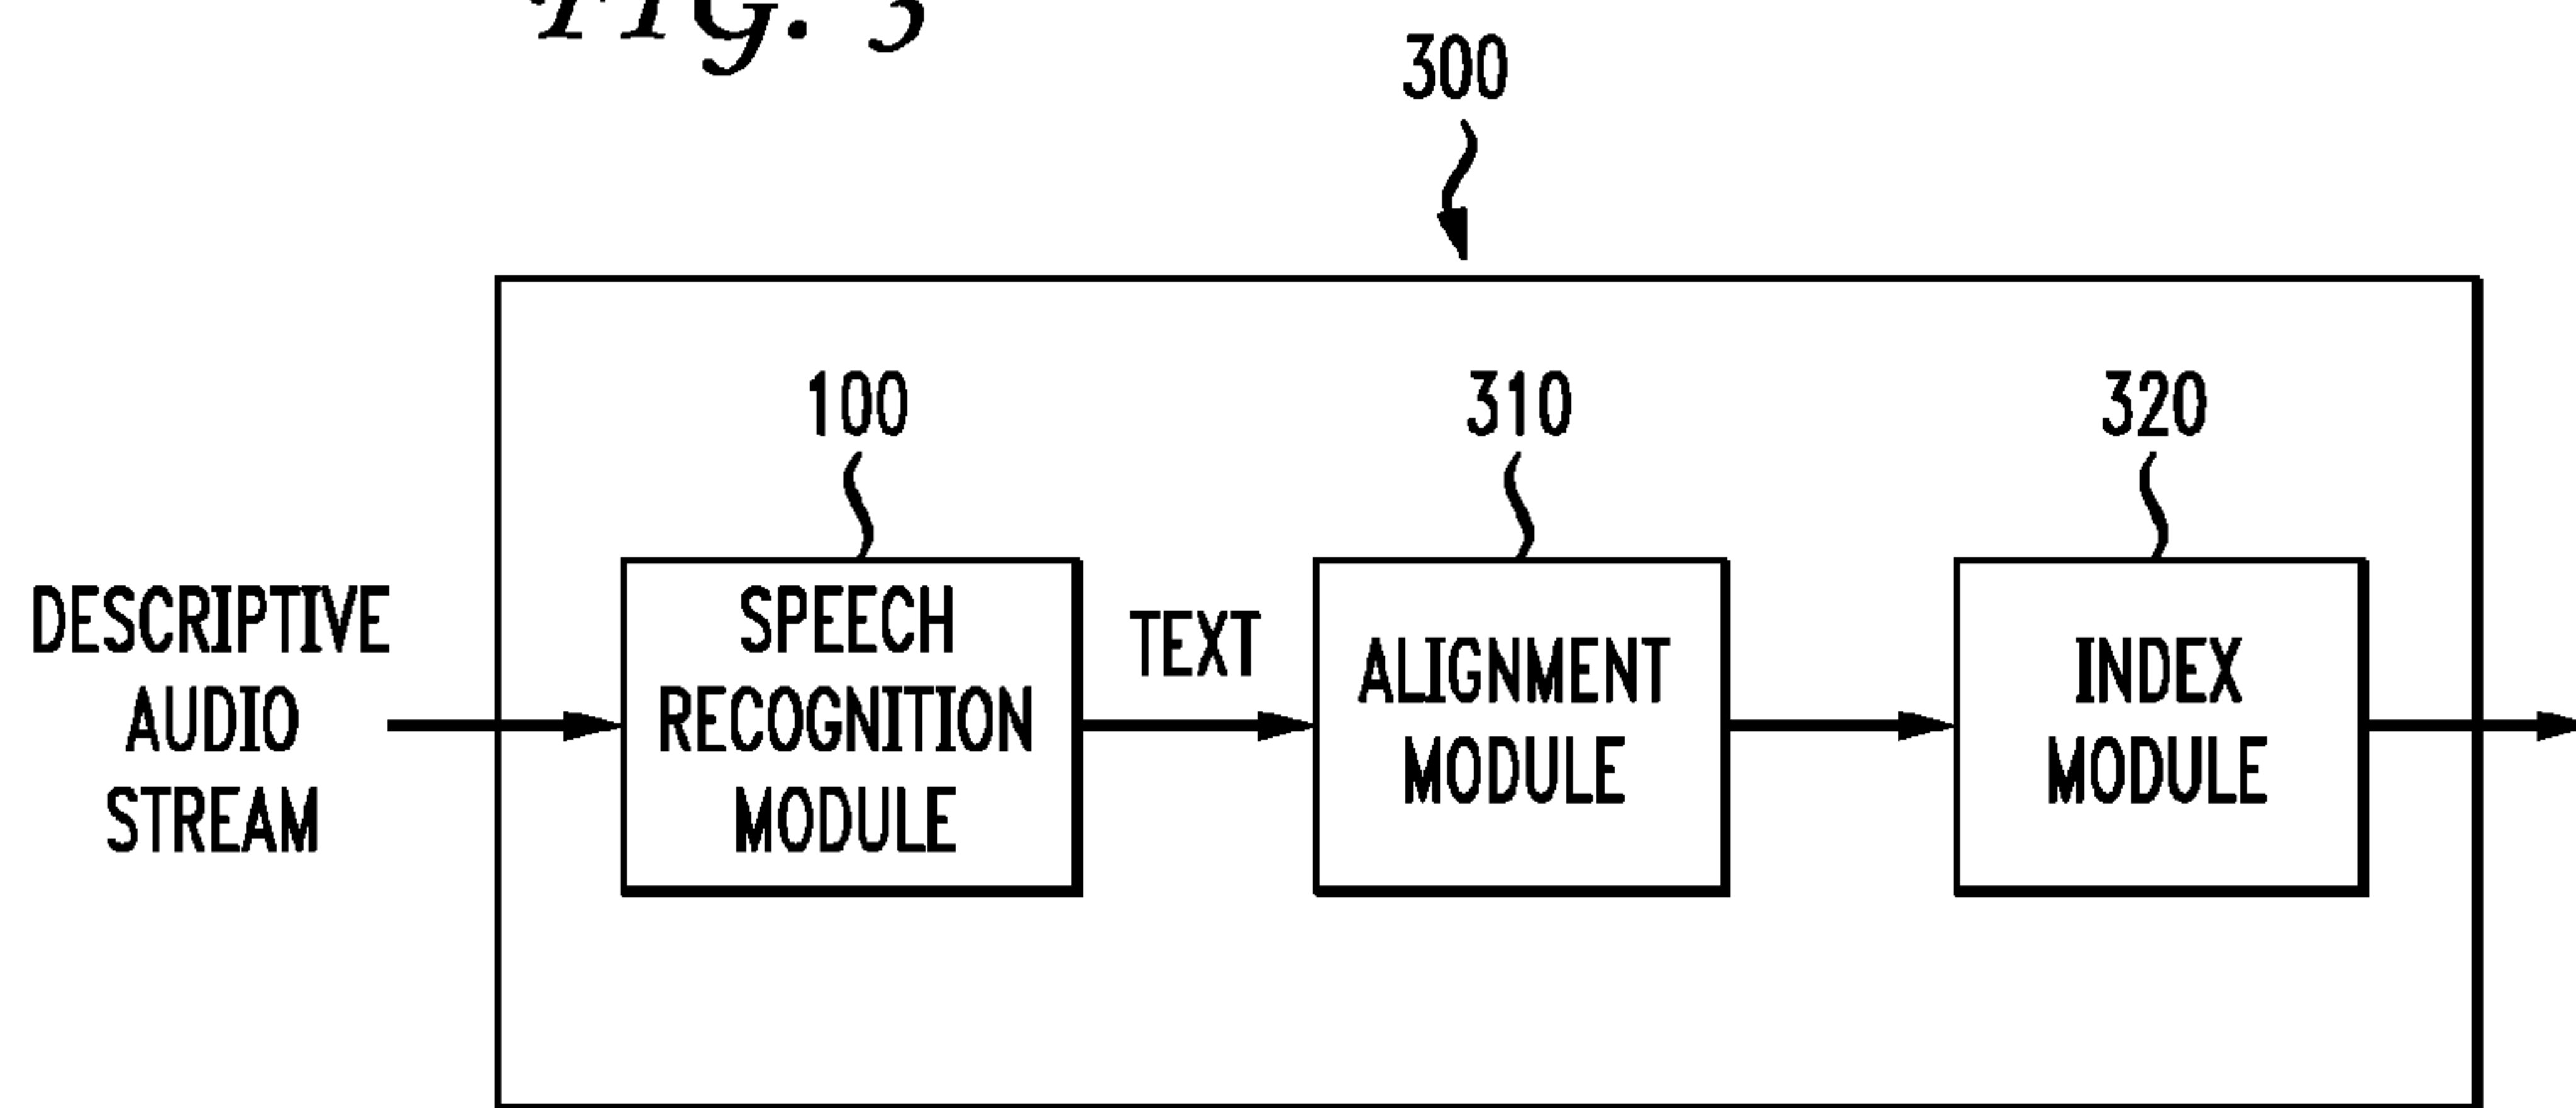 FIG. 3
300
100
310
320
DESCRIPTIVE
AUDIO
STREAM
SPEECH
RECOGNITION
MODULE
TEXT
ALIGNMENT
MODULE
INDEX
MODULE